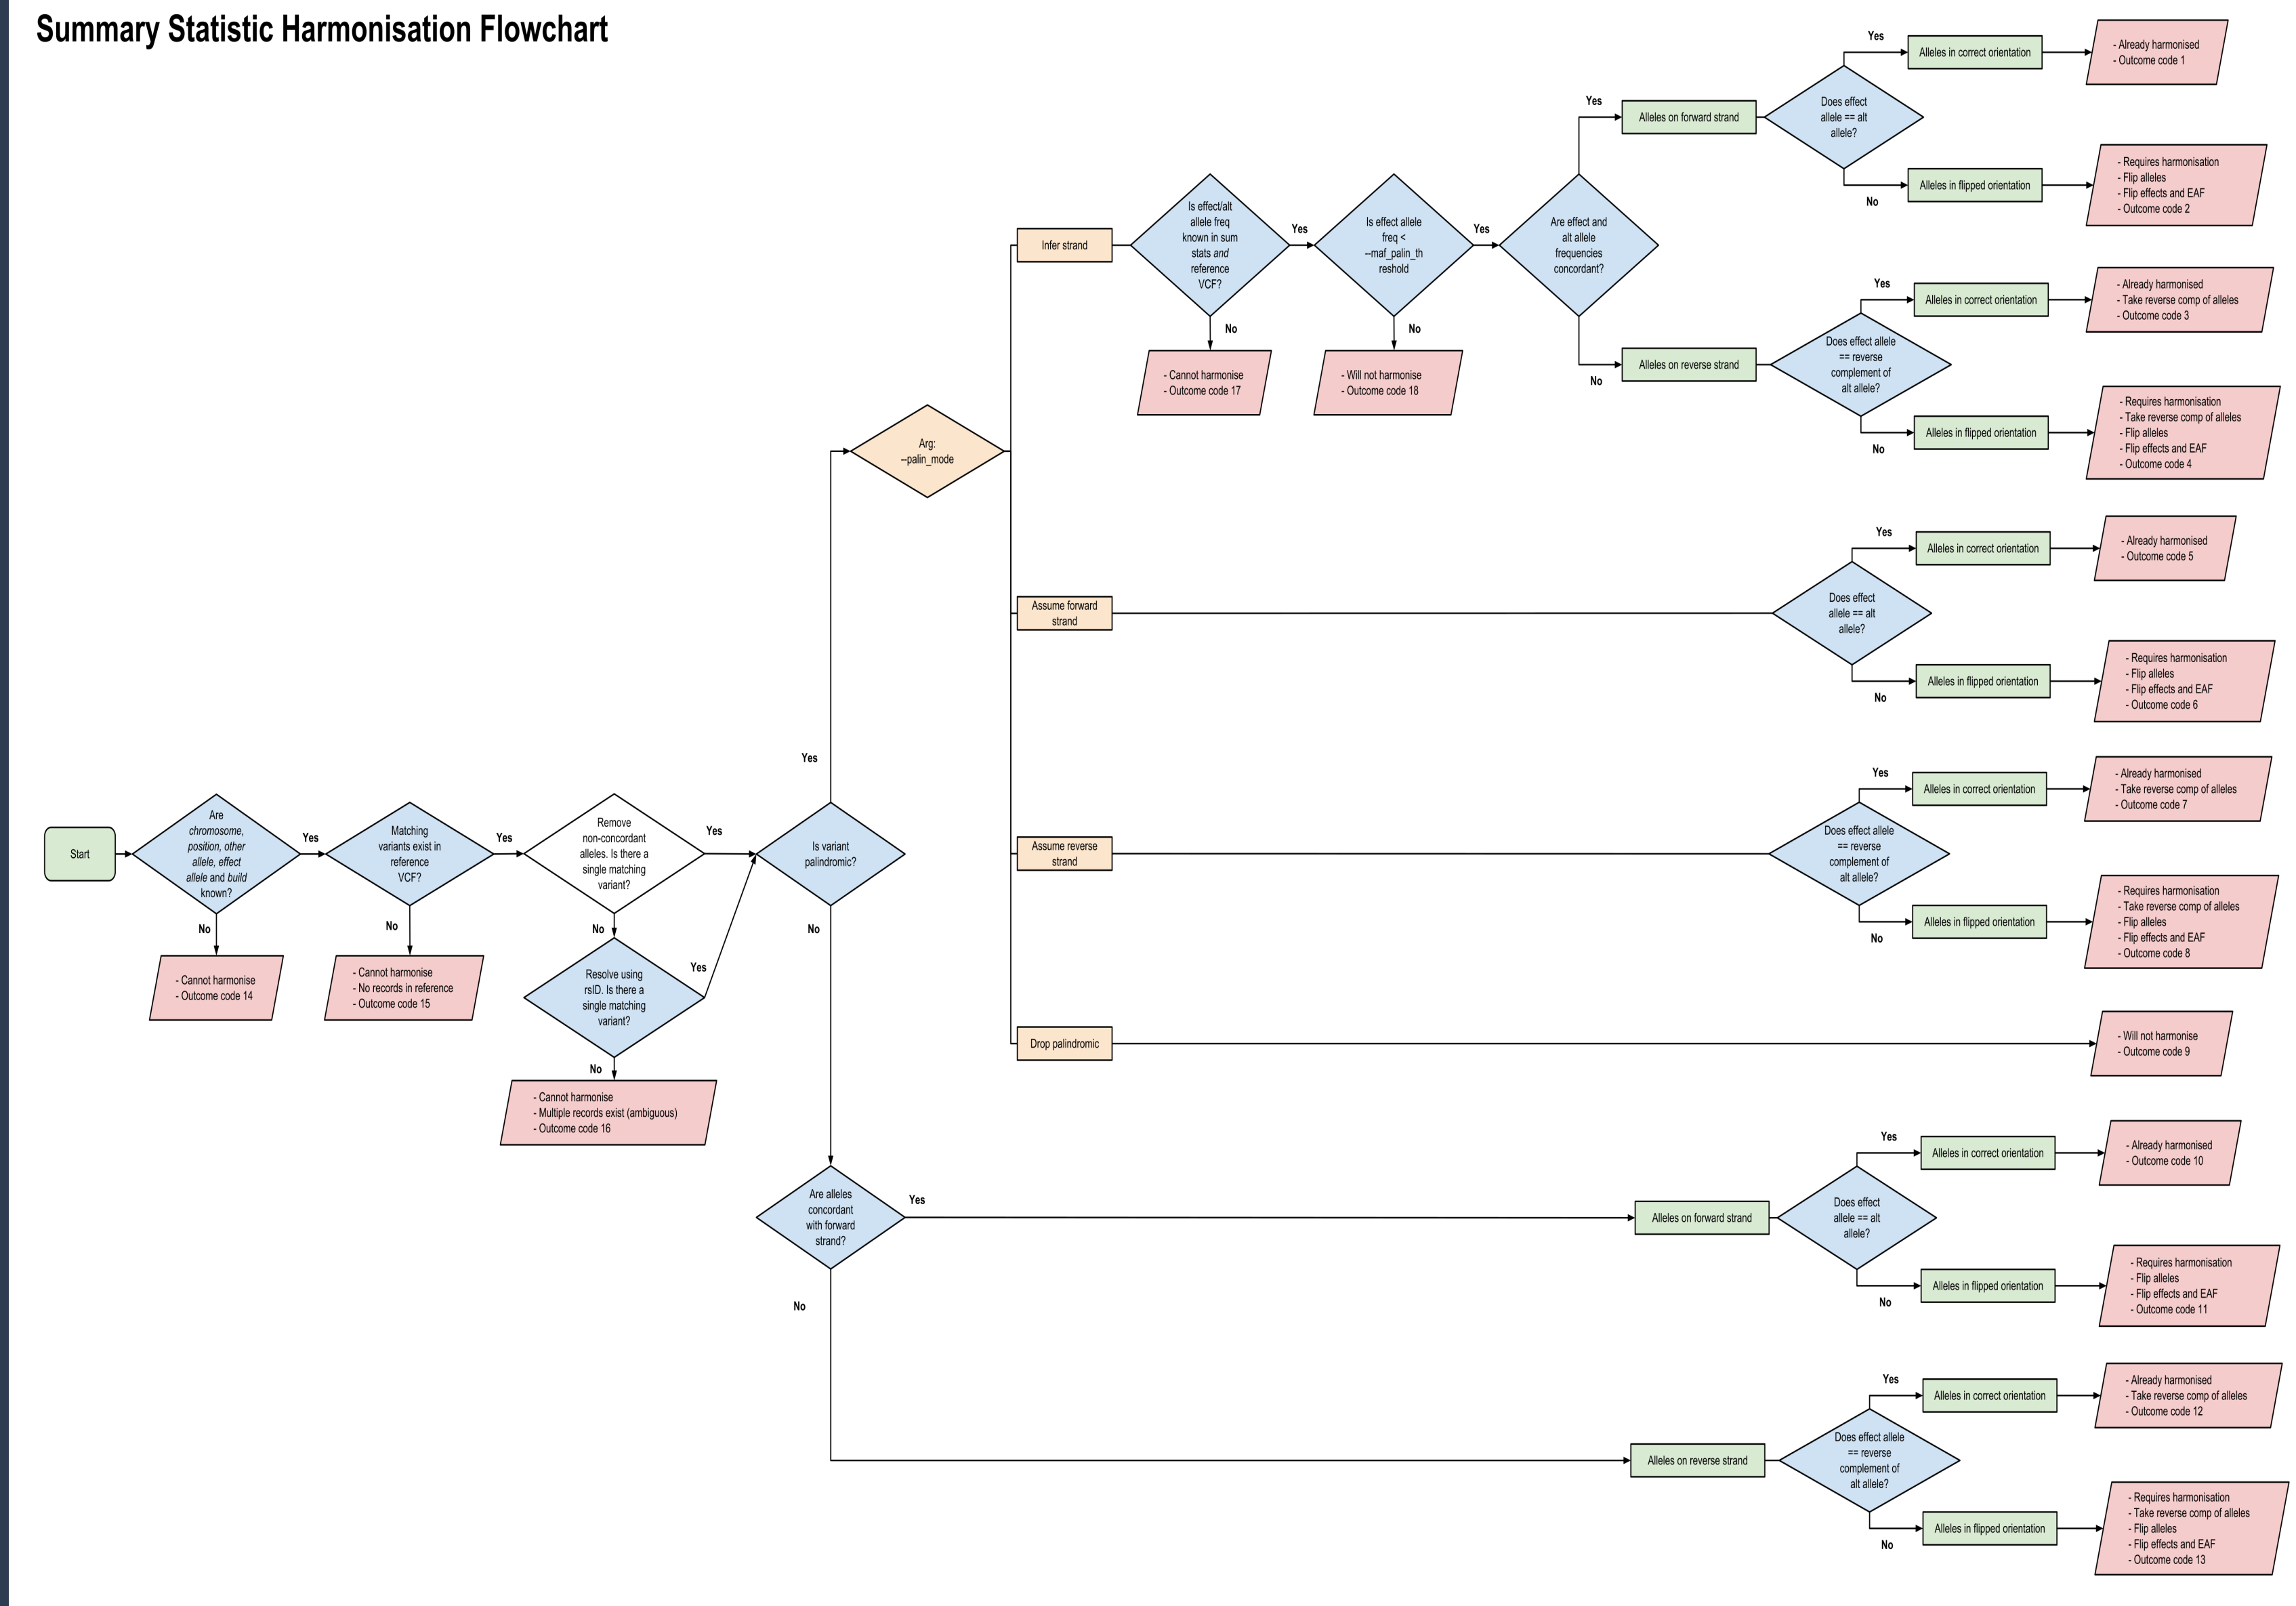 Summary Statistic Harmonisation Flowchart
Start
Are
chromosome,
position, other
allele, effect
allele and build
known?
Yes
No
- Cannot harmonise
- Outcome code 14
Matching
variants exist in
reference
VCF?
Yes
No
- Cannot harmonise
- No records in reference
- Outcome code 15
Remove
non-concordant
alleles. Is there a
single matching
variant?
Yes
No
Resolve using
rsID. Is there a
single matching
variant?
Yes
No
- Cannot harmonise
- Multiple records exist (ambiguous)
- Outcome code 16
Is variant
palindromic?
Yes
No
Arg:
--palin_mode
Infer strand
Is effect/alt
allele freq
known in sum
stats and
reference
VCF?
Yes
No
- Cannot harmonise
- Outcome code 17
Is effect allele
freq <
--maf_palin_th
reshold
Yes
No
- Will not harmonise
- Outcome code 18
Are effect and
alt allele
frequencies
concordant?
Yes
Alleles on forward strand
Does effect
allele == alt
allele?
Yes
Alleles in correct orientation
- Already harmonised
- Outcome code 1
No
Alleles in flipped orientation
- Requires harmonisation
- Flip alleles
- Flip effects and EAF
- Outcome code 2
No
Alleles on reverse strand
Does effect allele
== reverse
complement of
alt allele?
Yes
Alleles in correct orientation
- Already harmonised
- Take reverse comp of alleles
- Outcome code 3
No
Alleles in flipped orientation
- Requires harmonisation
- Take reverse comp of alleles
- Flip alleles
- Flip effects and EAF
- Outcome code 4
Assume forward
strand
Does effect
allele == alt
allele?
Yes
Alleles in correct orientation
- Already harmonised
- Outcome code 5
No
Alleles in flipped orientation
- Requires harmonisation
- Flip alleles
- Flip effects and EAF
- Outcome code 6
Assume reverse
strand
Does effect allele
== reverse
complement of
alt allele?
Yes
Alleles in correct orientation
- Already harmonised
- Take reverse comp of alleles
- Outcome code 7
No
Alleles in flipped orientation
- Requires harmonisation
- Take reverse comp of alleles
- Flip alleles
- Flip effects and EAF
- Outcome code 8
Drop palindromic
- Will not harmonise
- Outcome code 9
Are alleles
concordant
with forward
strand?
Yes
Alleles on forward strand
Does effect
allele == alt
allele?
Yes
Alleles in correct orientation
- Already harmonised
- Outcome code 10
No
Alleles in flipped orientation
- Requires harmonisation
- Flip alleles
- Flip effects and EAF
- Outcome code 11
No
Alleles on reverse strand
Does effect allele
== reverse
complement of
alt allele?
Yes
Alleles in correct orientation
- Already harmonised
- Take reverse comp of alleles
- Outcome code 12
No
Alleles in flipped orientation
- Requires harmonisation
- Take reverse comp of alleles
- Flip alleles
- Flip effects and EAF
- Outcome code 13